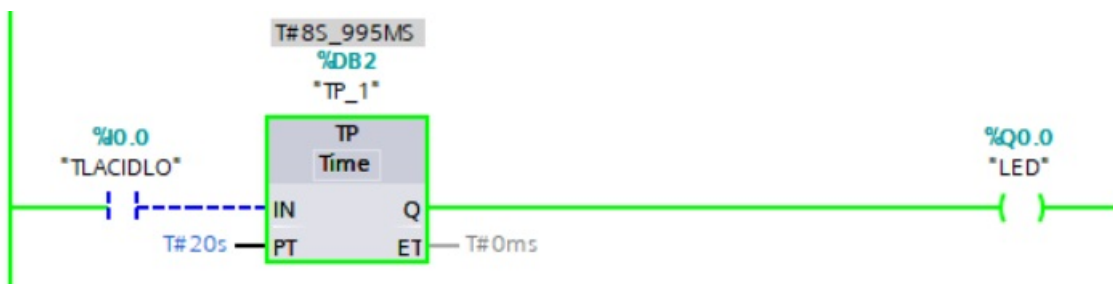 T#8S_995MS
%DB2
"TP_1"
%I0.0
"TLACIDLO"
TP
Time
IN
Q
T#20s
PT
ET
T#0ms
%Q0.0
"LED"